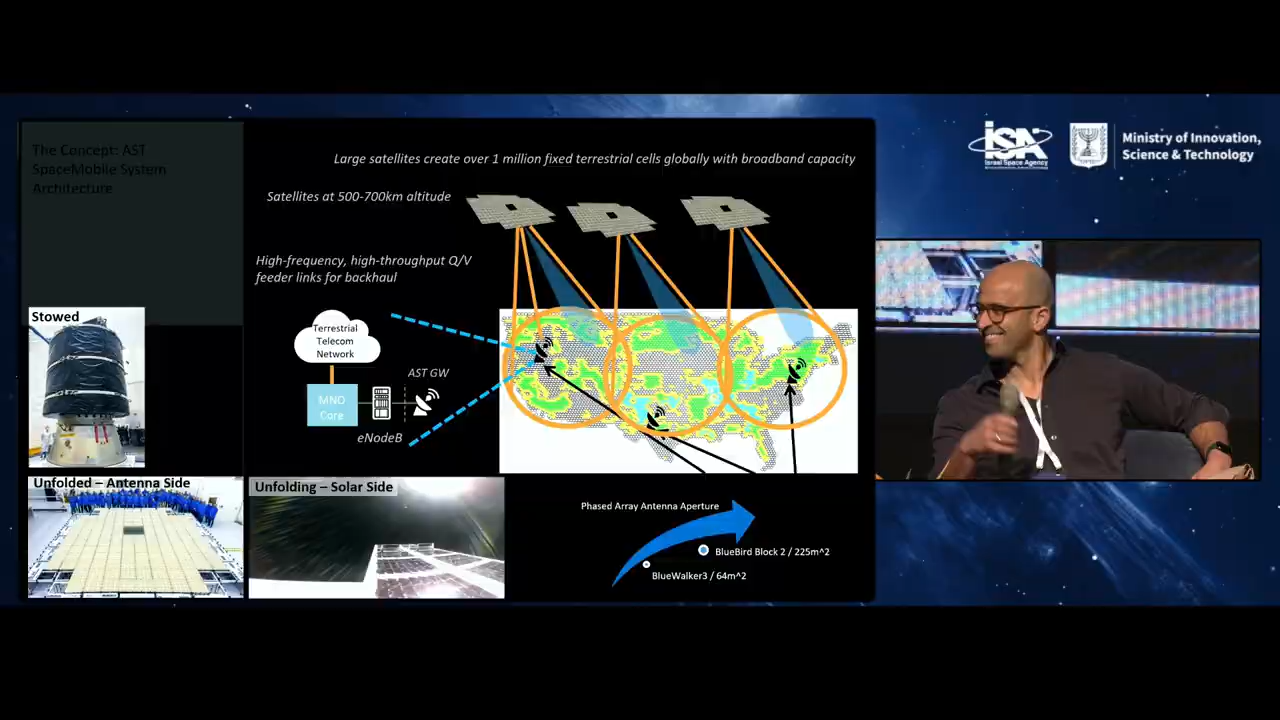 The Concept: AST
SpaceMobile System
Architecture
Large satellites create over 1 million fixed terrestrial cells globally with broadband capacity
Satellites at 500-700km altitude
High-frequency, high-throughput Q/V
feeder links for backhaul
Terrestrial
Telecom
Network
AST GW
MNO
Core
eNodeB
Stowed
Unfolded – Antenna Side
Unfolding – Solar Side
Phased Array Antenna Aperture
BlueBird Block 2 / 225m^2
BlueWalker3 / 64m^2
ISA
Israel Space Agency
Ministry of Innovation,
Science & Technology